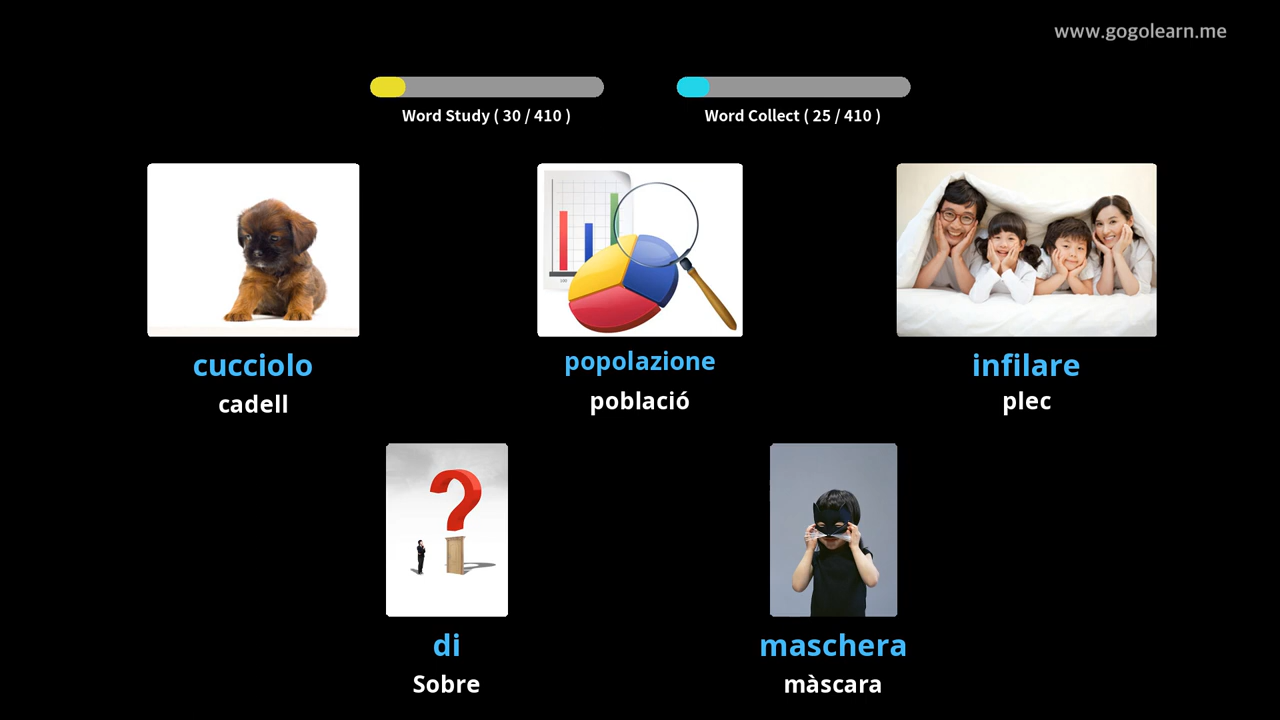 www.gogolearn.me
Word Study ( 30 / 410 )
Word Collect ( 25 / 410 )
cucciolo
cadell
popolazione
població
infilare
plec
di
Sobre
maschera
màscara